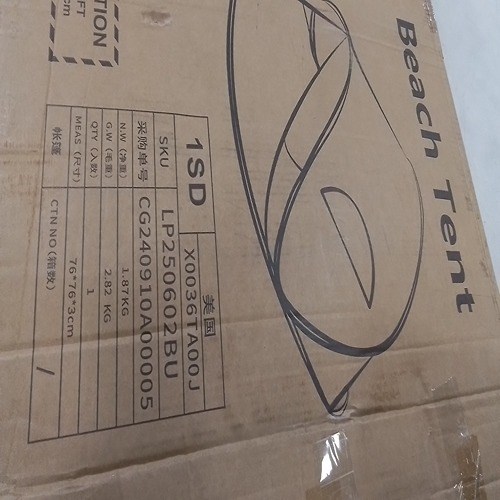 Beach Tent
TION
FT
cm
美国
1SD X0036TA00J
SKU LP250602BU
采购单号 CG240910A00005
N.W (净重) 1.87KG
G.W (毛重) 2.82 KG
QTY (入数) 1
MEAS (尺寸) 76*76*3cm
帐篷 CTN NO (箱数) /